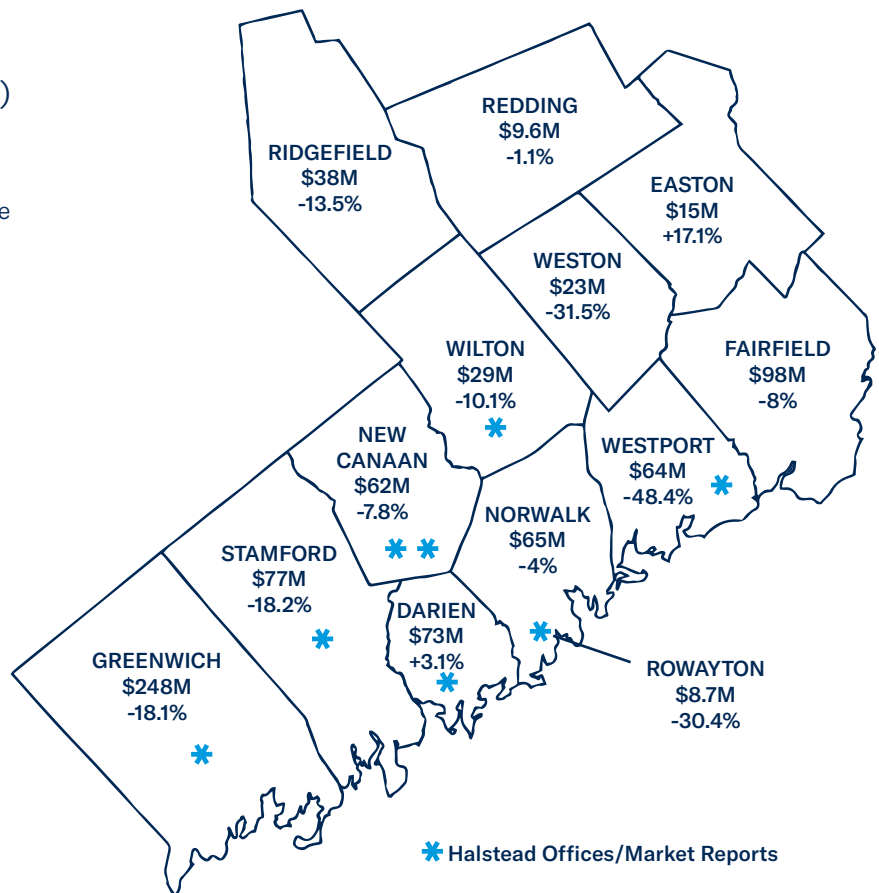 )
e
REDDING
$9.6M
-1.1%
RIDGEFIELD
$38M
-13.5%
EASTON
$15M
+17.1%
WESTON
$23M
-31.5%
WILTON
$29M
-10.1%
FAIRFIELD
$98M
-8%
NEW
CANAAN
$62M
-7.8%
WESTPORT
$64M
-48.4%
NORWALK
$65M
-4%
STAMFORD
$77M
-18.2%
DARIEN
$73M
+3.1%
GREENWICH
$248M
-18.1%
ROWAYTON
$8.7M
-30.4%
Halstead Offices/Market Reports